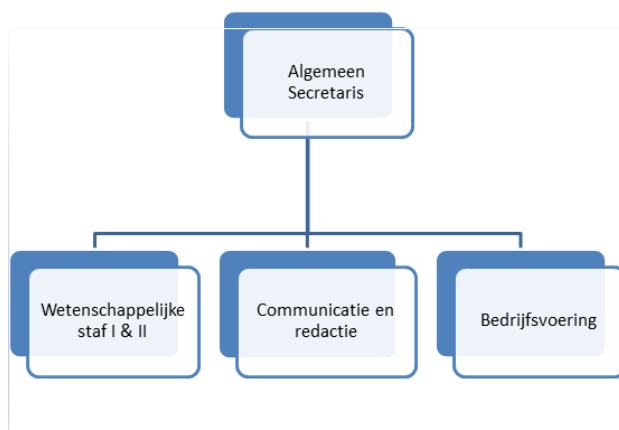 Algemeen
Secretaris
Wetenschappelijke
staf I & II
Communicatie en
redactie
Bedrijfsvoering